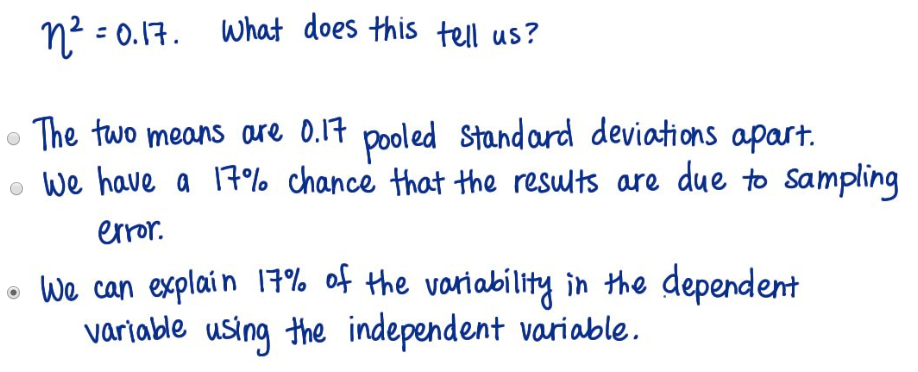 η² = 0.17. What does this tell us?
The two means are 0.17 pooled standard deviations apart.
We have a 17% chance that the results are due to sampling
error.
We can explain 17% of the variability in the dependent
variable using the independent variable.